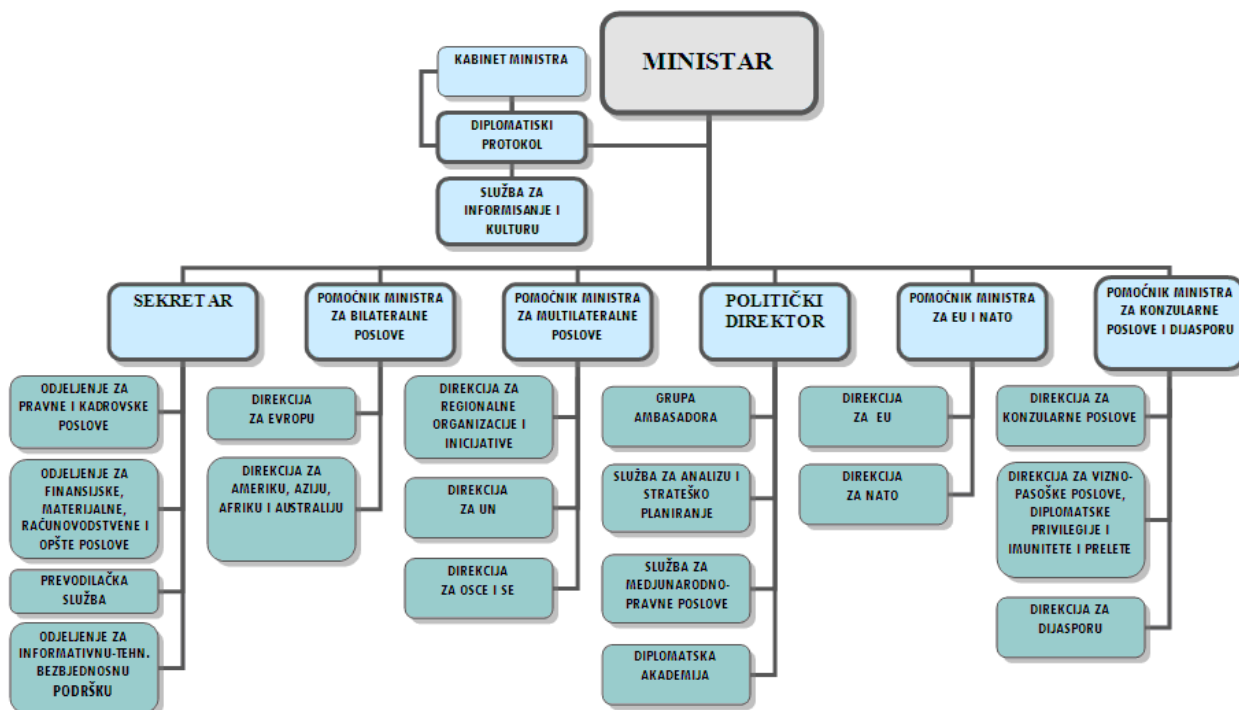 MINISTAR
KABINET MINISTRA
DIPLOMATISKI
PROTOKOL
SLUŽBA ZA
INFORMISANJE I
KULTURU
SEKRETAR
ODJELJENJE ZA
PRAVNE I KADROVSKE
POSLOVE
ODJELJENJE ZA
FINANSIJSKE,
MATERIJALNE,
RAČUNOVODSTVENE I
OPŠTE POSLOVE
PREVODILAČKA
SLUŽBA
ODJELJENJE ZA
INFORMATIVNU-TEHN.
BEZBJEDNOSNU
PODRŠKU
POMOĆNIK MINISTRA
ZA BILATERALNE
POSLOVE
DIREKCIJA
ZA EVROPU
DIREKCIJA ZA
AMERIKU, AZIJU,
AFRIKU I AUSTRALIJU
POMOĆNIK MINISTRA
ZA MULTILATERALNE
POSLOVE
DIREKCIJA ZA
REGIONALNE
ORGANIZACIJE I
INICIJATIVE
DIREKCIJA
ZA UN
DIREKCIJA
ZA OSCE I SE
POLITIČKI
DIREKTOR
GRUPA
AMBASADORA
SLUŽBA ZA ANALIZU I
STRATEŠKO
PLANIRANJE
SLUŽBA ZA
MEDJUNARODNO-
PRAVNE POSLOVE
DIPLOMATSKA
AKADEMIJA
POMOĆNIK MINISTRA
ZA EU I NATO
DIREKCIJA
ZA EU
DIREKCIJA
ZA NATO
POMOĆNIK MINISTRA
ZA KONZULARNE
POSLOVE I DIJASPORU
DIREKCIJA ZA
KONZULARNE POSLOVE
DIREKCIJA ZA VIZNO-
PASOŠKE POSLOVE,
DIPLOMATSKE
PRIVILEGIJE I
IMUNITETE I PRELETE
DIREKCIJA ZA
DIJASPORU